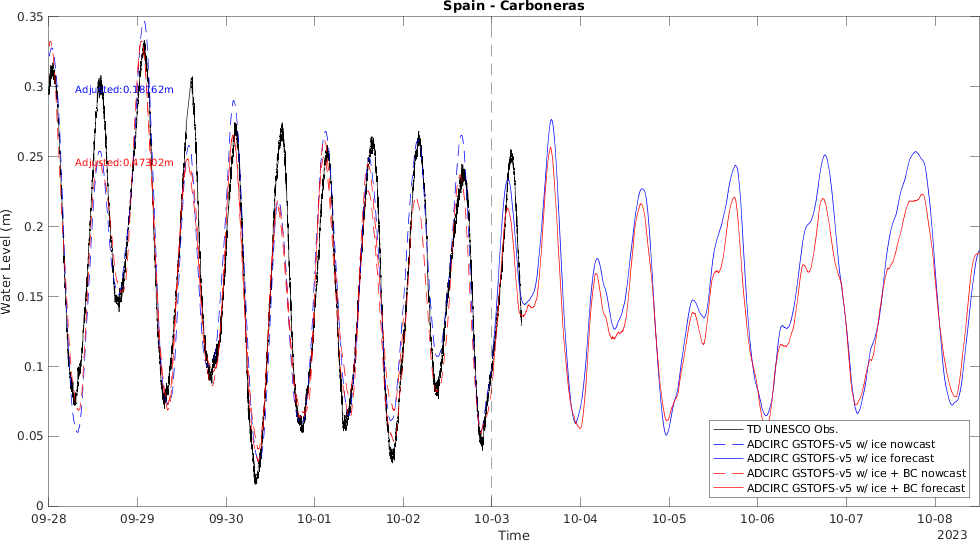 Spain - Carboneras
0.35
0.3
0.25
0.2
0.15
0.1
0.05
0
Water Level (m)
Adjusted:0.18262m
Adjusted:0.47302m
TD UNESCO Obs.
ADCIRC GSTOFS-v5 w/ ice nowcast
ADCIRC GSTOFS-v5 w/ ice forecast
ADCIRC GSTOFS-v5 w/ ice + BC nowcast
ADCIRC GSTOFS-v5 w/ ice + BC forecast
09-28 09-29 09-30 10-01 10-02 10-03 10-04 10-05 10-06 10-07 10-08
Time
2023